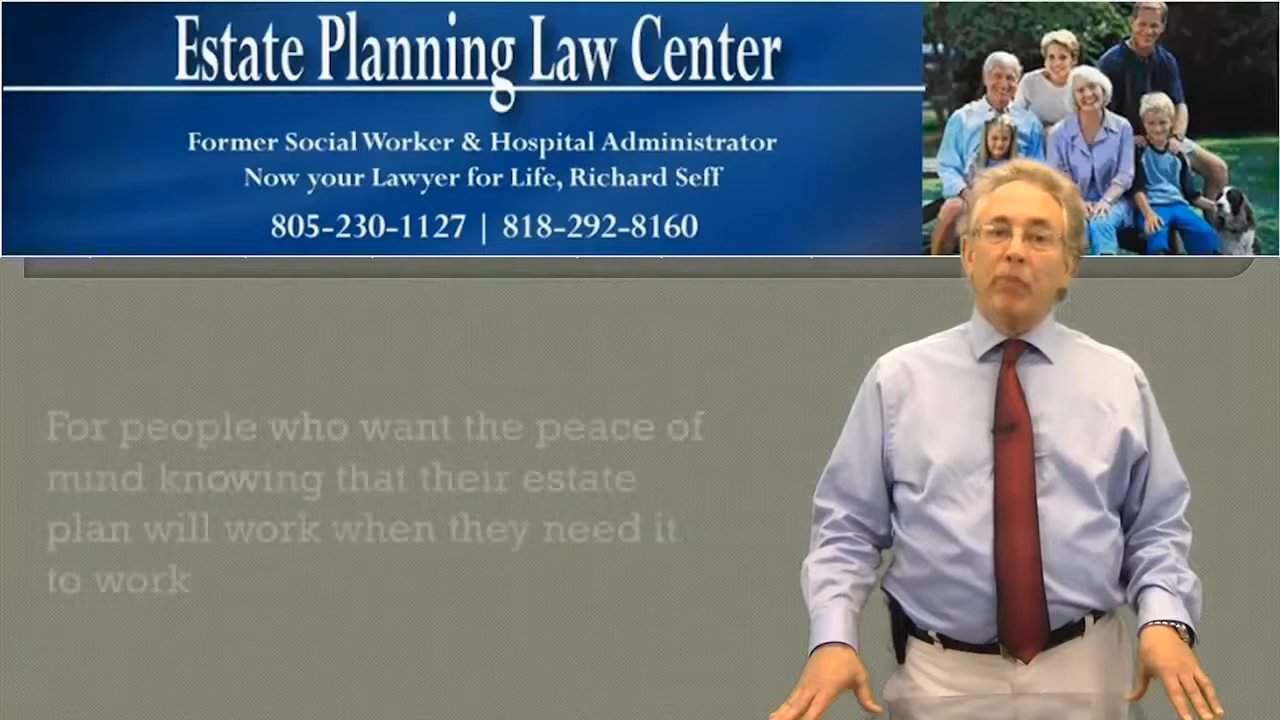 Estate Planning Law Center
Former Social Worker & Hospital Administrator
Now your Lawyer for Life, Richard Seff
805-230-1127 | 818-292-8160
For people who want the peace of
mind knowing that their estate
plan will work when they need it
to work